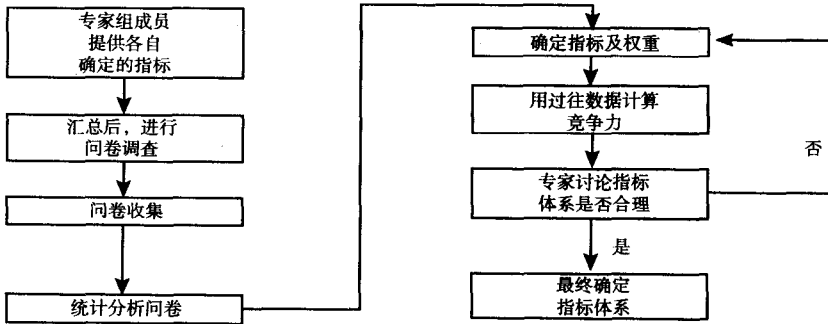 专家组成员
提供各自
确定的指标
汇总后，进行
问卷调查
问卷收集
统计分析问卷
确定指标及权重
用过往数据计算
竞争力
专家讨论指标
体系是否合理
否
是
最终确定
指标体系